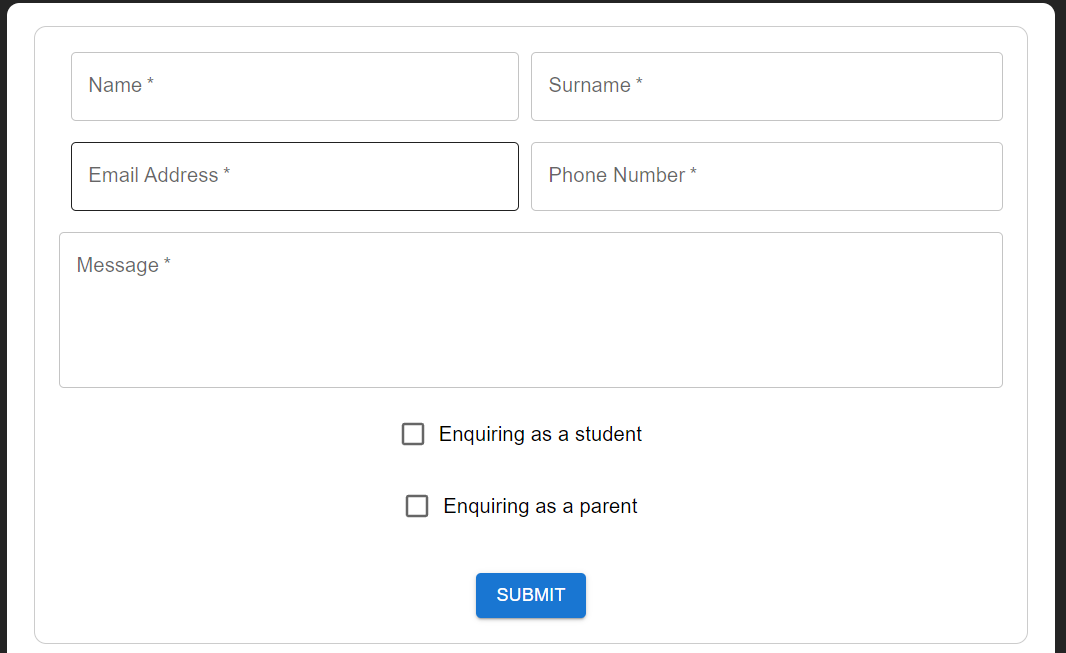 Name *
Surname *
Email Address *
Phone Number *
Message *
Enquiring as a student
Enquiring as a parent
SUBMIT